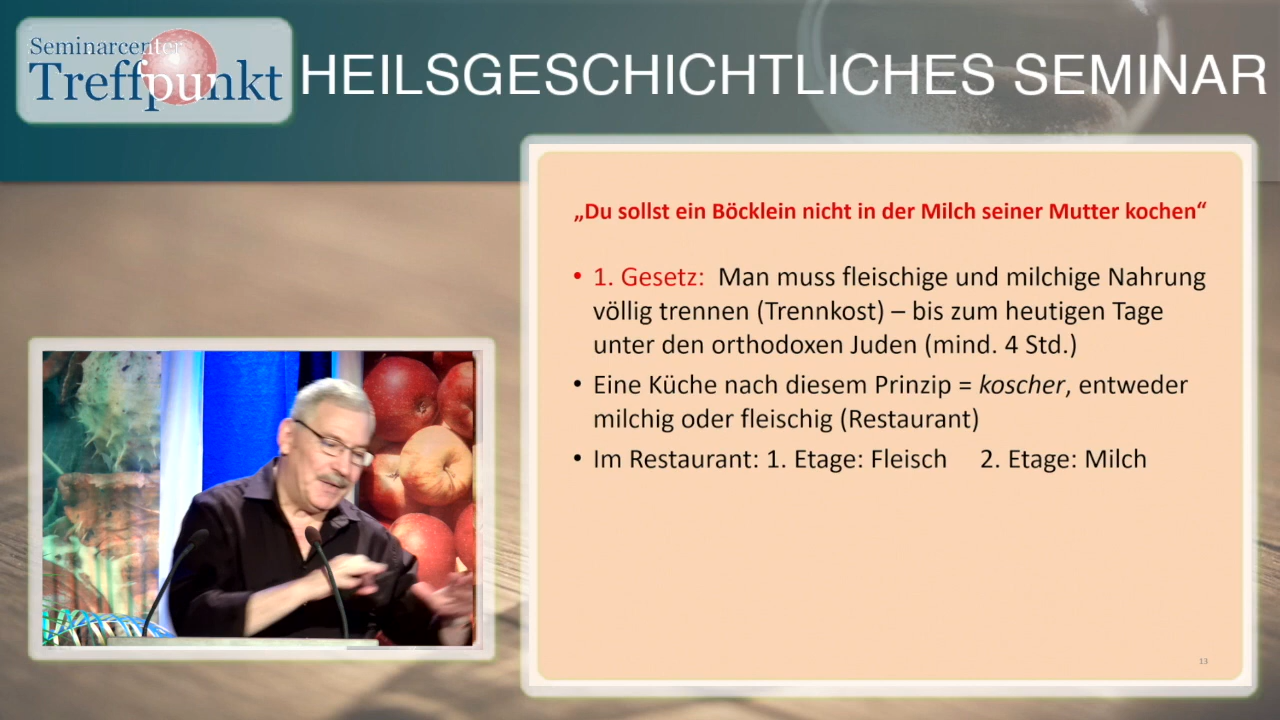 Seminarcenter
Treffpunkt
HEILSGESCHICHTLICHES SEMINAR
„Du sollst ein Böcklein nicht in der Milch seiner Mutter kochen“
• 1. Gesetz: Man muss fleischige und milchige Nahrung
völlig trennen (Trennkost) – bis zum heutigen Tage
unter den orthodoxen Juden (mind. 4 Std.)
• Eine Küche nach diesem Prinzip = koscher, entweder
milchig oder fleischig (Restaurant)
• Im Restaurant: 1. Etage: Fleisch 2. Etage: Milch
13